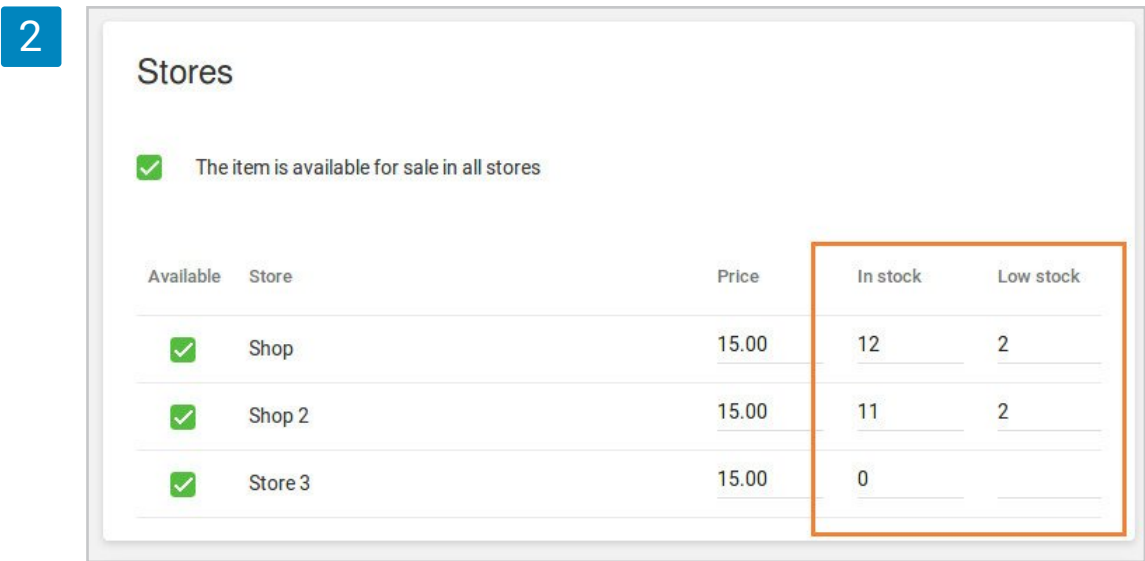 2
Stores
The item is available for sale in all stores
Available Store Price In stock Low stock
Shop 15.00 12 2
Shop 2 15.00 11 2
Store 3 15.00 0